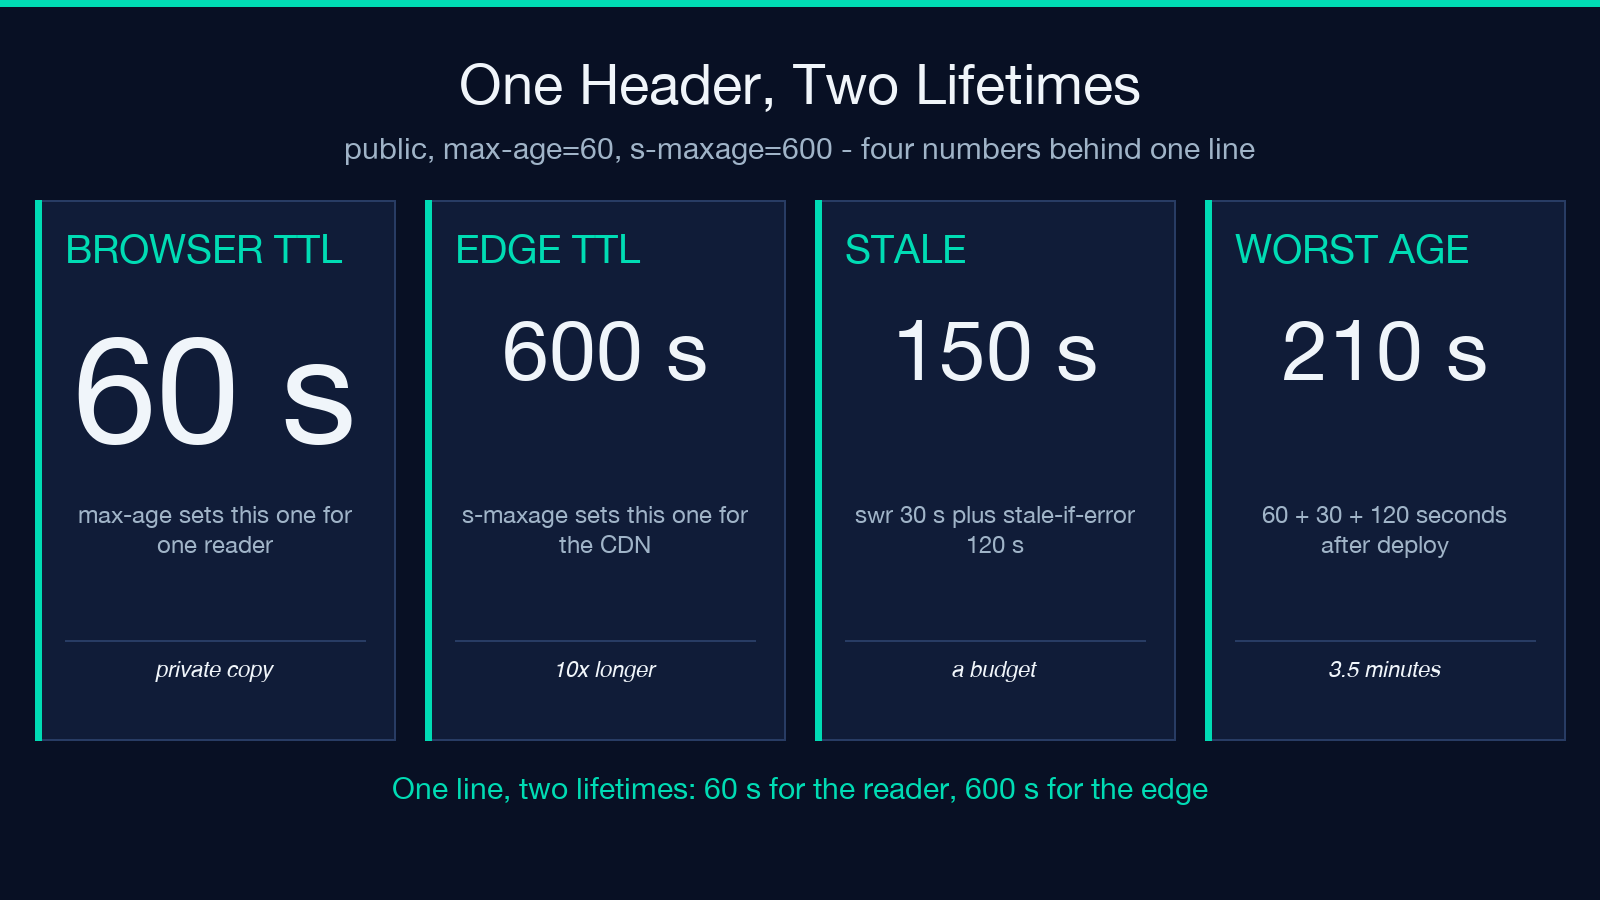 One Header, Two Lifetimes
public, max-age=60, s-maxage=600 - four numbers behind one line
BROWSER TTL
60 s
max-age sets this one for
one reader
private copy
EDGE TTL
600 s
s-maxage sets this one for
the CDN
10x longer
STALE
150 s
swr 30 s plus stale-if-error
120 s
a budget
WORST AGE
210 s
60 + 30 + 120 seconds
after deploy
3.5 minutes
One line, two lifetimes: 60 s for the reader, 600 s for the edge